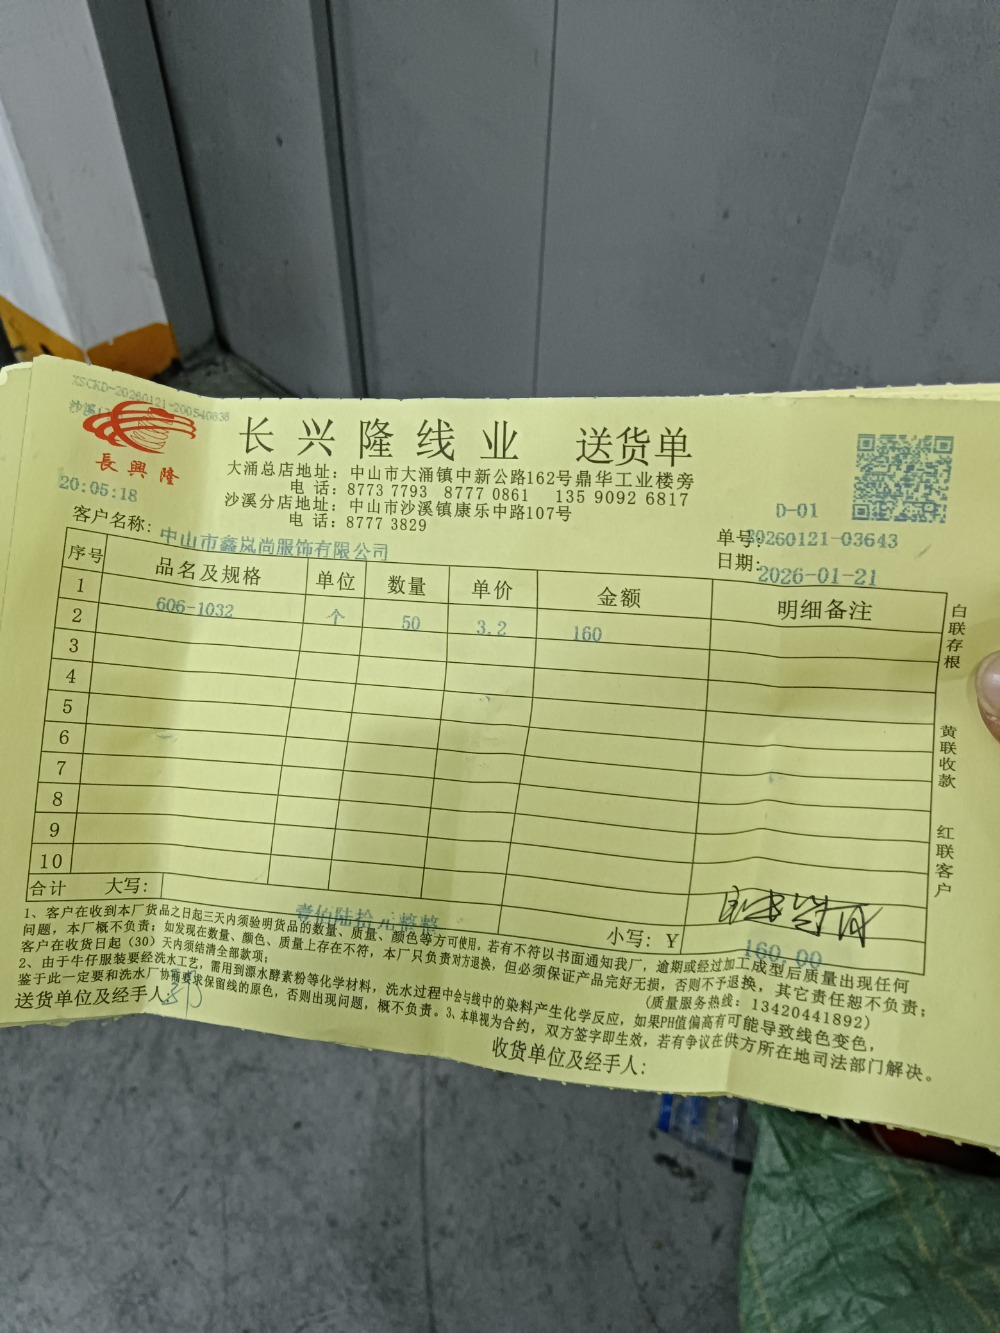 XSCKD-20260121-200540838
沙溪
長興隆
20:05:18
长兴隆线业 送货单
大涌总店地址：中山市大涌镇中新公路162号鼎华工业楼旁
电话：8773 7793 8777 0861 135 9092 6817
沙溪分店地址：中山市沙溪镇康乐中路107号
电话：8777 3829
D-01
客户名称：中山市鑫岚尚服饰有限公司
单号：20260121-03643
日期：2026-01-21
序号 品名及规格 单位 数量 单价 金额 明细备注
1 606-1032 个 50 3.2 160
2
3
4
5
6
7
8
9
10
合计 大写：壹佰陆拾元整整 小写：¥ 160.00
白联存根
黄联收款
红联客户
1、客户在收到本厂货品之日起三天内须验明货品的数量、质量、颜色等方可使用，若有不符以书面通知我厂，逾期或经过加工成型后质量出现任何
问题，本厂概不负责；如发现在数量、颜色、质量上存在不符，本厂只负责对方退换，但必须保证产品完好无损，否则不予退换，其它责任恕不负责；
客户在收货日起（30）天内须结清全部款项； （质量服务热线：13420441892）
2、由于牛仔服装要经洗水工艺，需用到漂水酵素粉等化学材料，洗水过程中会与线中的染料产生化学反应，如果PH值偏高有可能导致线色变色，
鉴于此一定要和洗水厂协商要求保留线的原色，否则出现问题，概不负责。3、本单视为合约，双方签字即生效，若有争议在供方所在地司法部门解决。
送货单位及经手人：
收货单位及经手人：